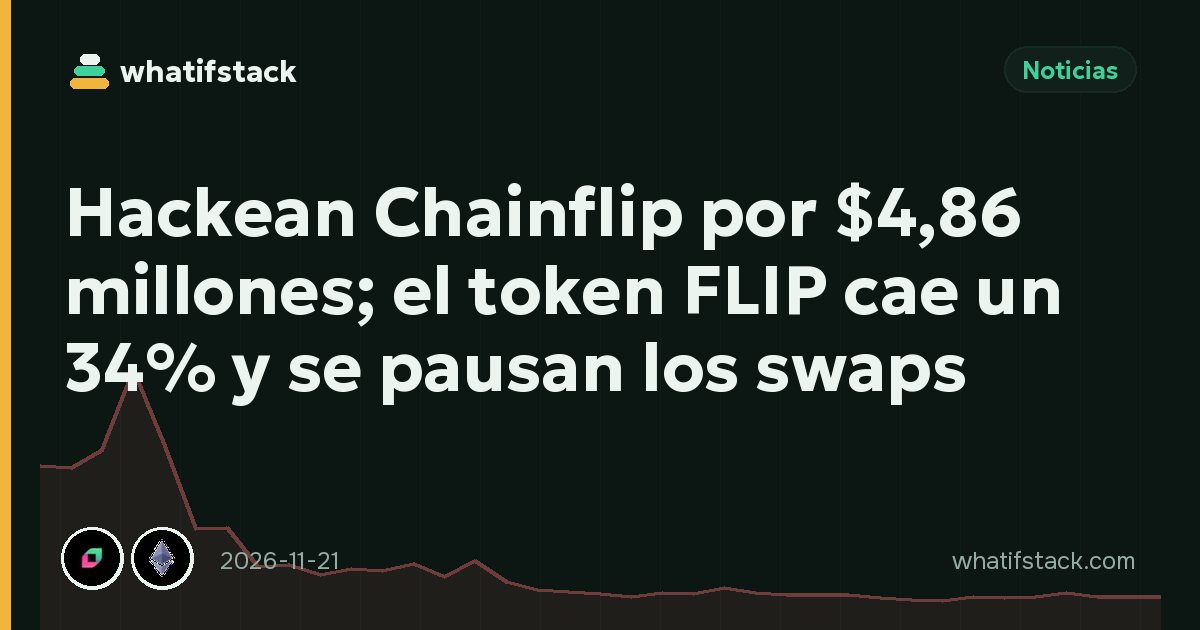 whatifstack
Noticias
Hackean Chainflip por $4,86
millones; el token FLIP cae un
34% y se pausan los swaps
2026-11-21
whatifstack.com